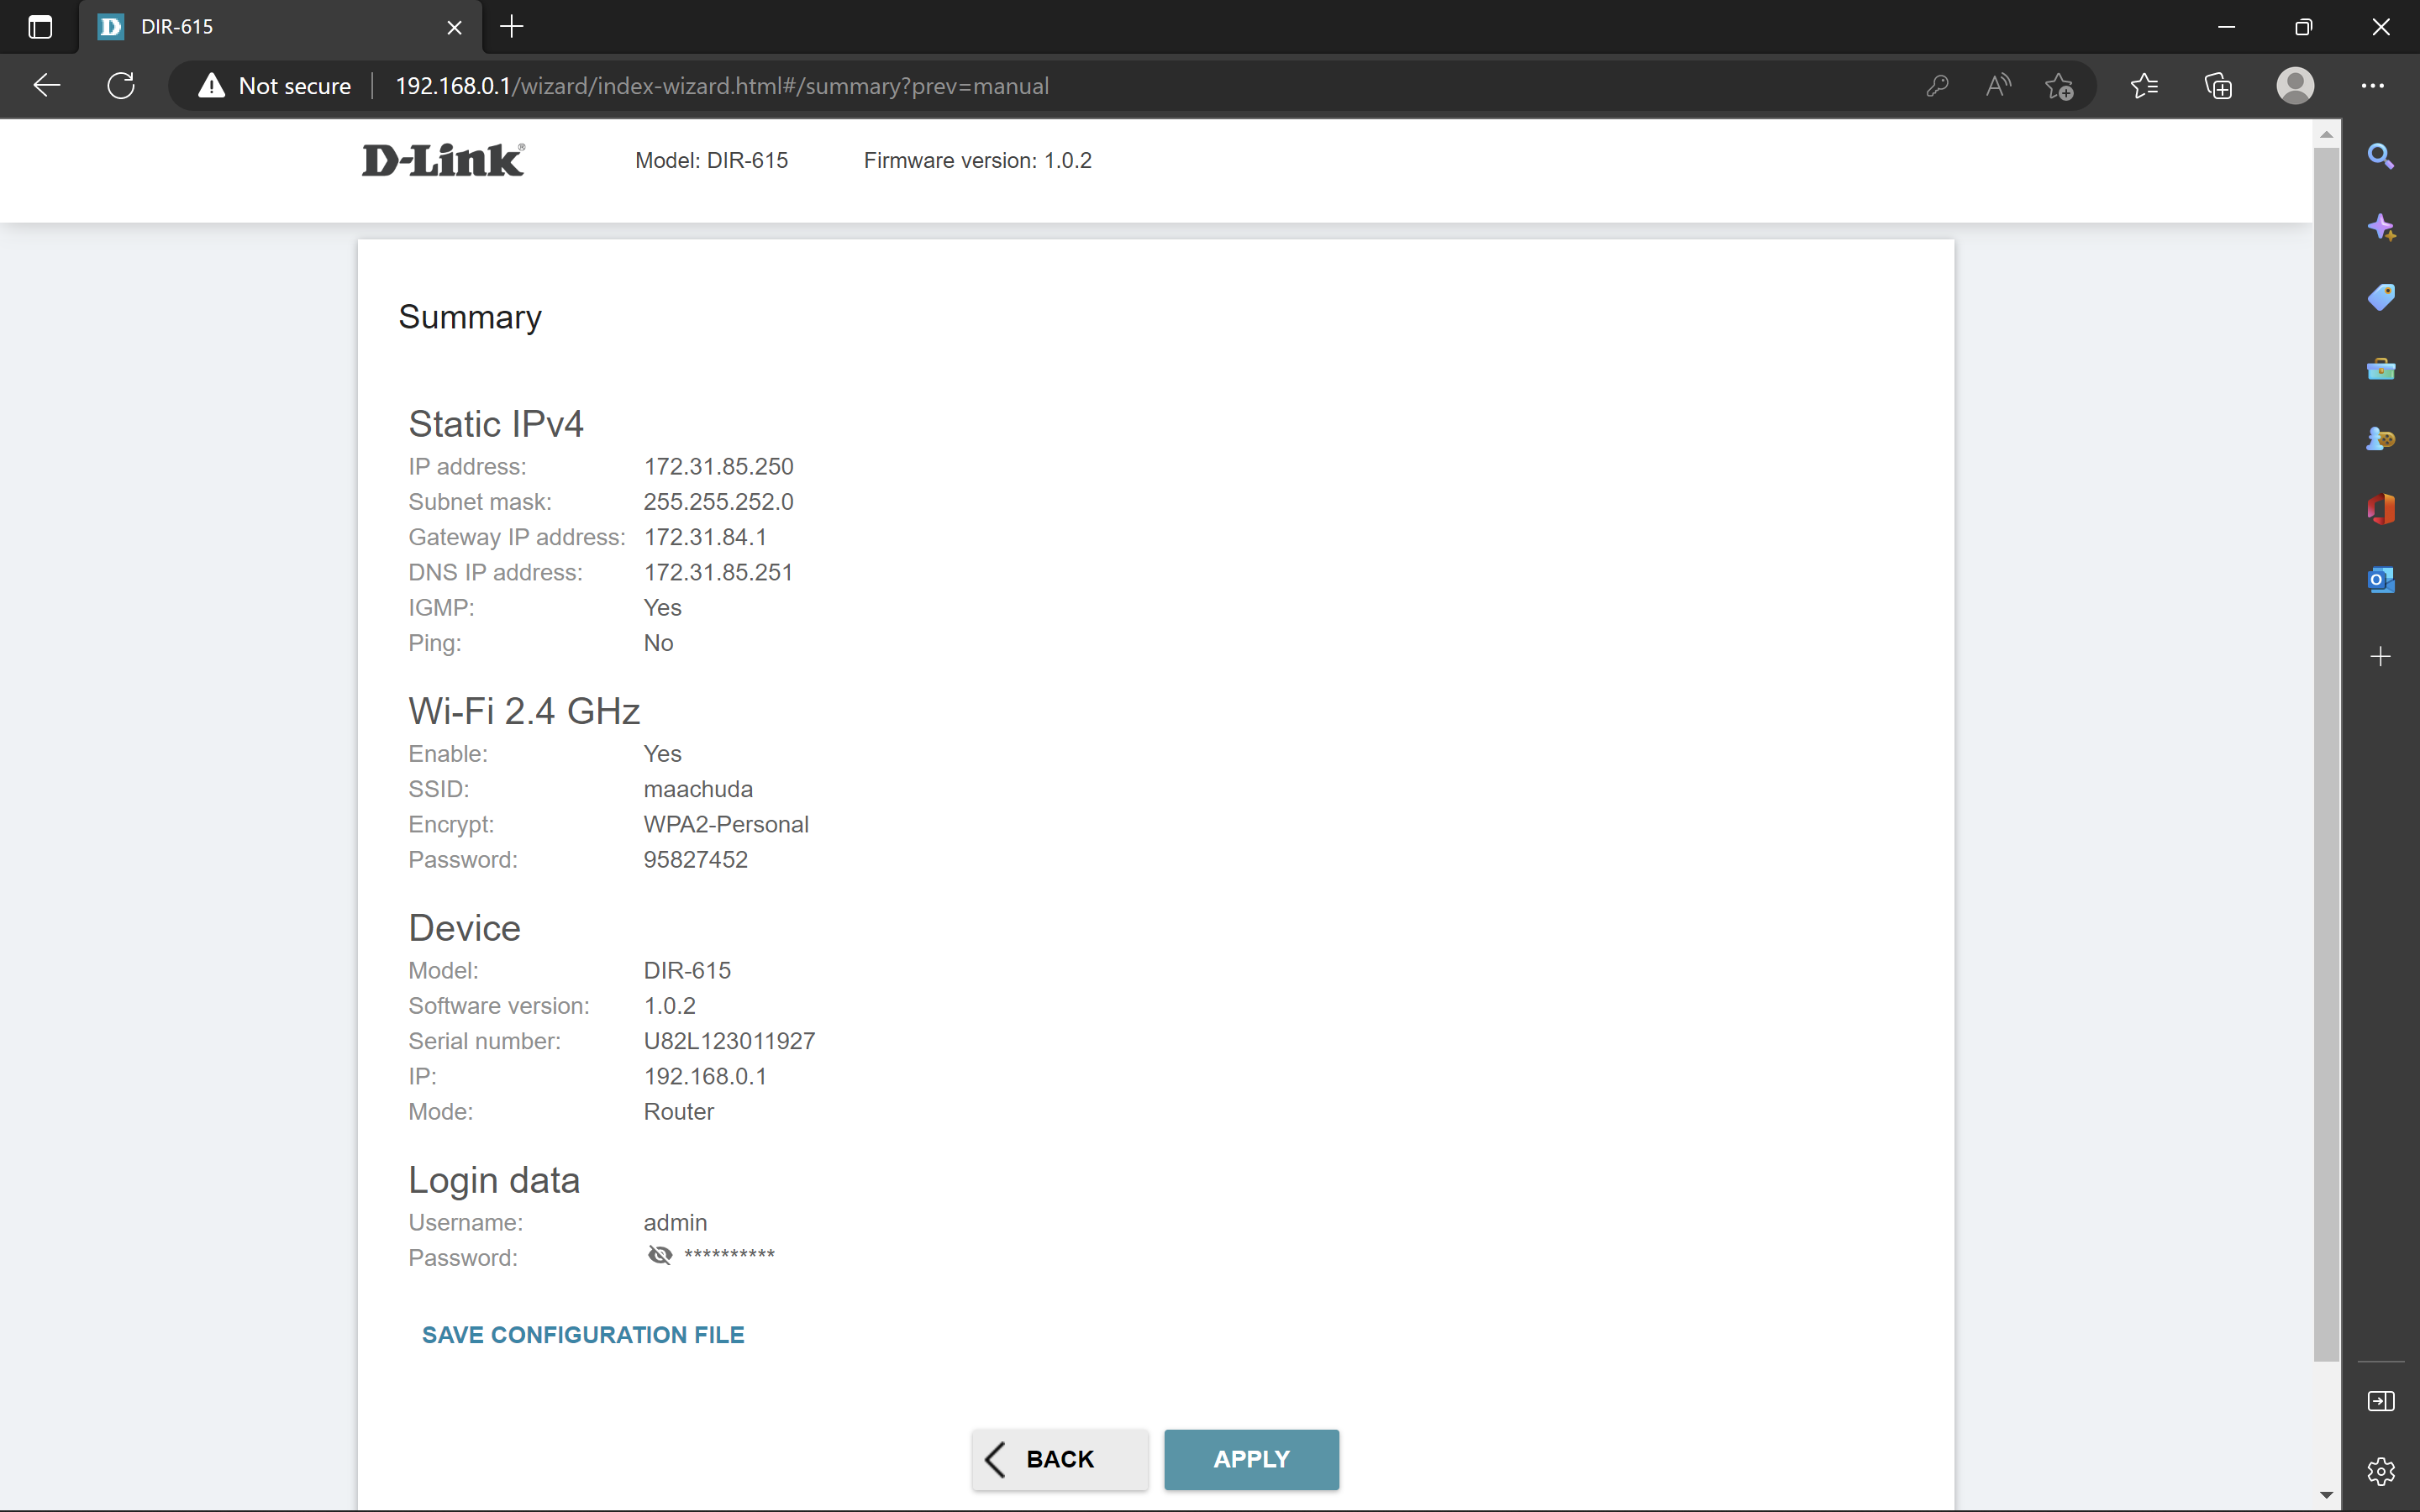 DIR-615
Not secure
192.168.0.1/wizard/index-wizard.html#/summary?prev=manual
D-Link® Model: DIR-615 Firmware version: 1.0.2
Summary
Static IPv4
IP address: 172.31.85.250
Subnet mask: 255.255.252.0
Gateway IP address: 172.31.84.1
DNS IP address: 172.31.85.251
IGMP: Yes
Ping: No
Wi-Fi 2.4 GHz
Enable: Yes
SSID: maachuda
Encrypt: WPA2-Personal
Password: 95827452
Device
Model: DIR-615
Software version: 1.0.2
Serial number: U82L123011927
IP: 192.168.0.1
Mode: Router
Login data
Username: admin
Password: **********
SAVE CONFIGURATION FILE
BACK
APPLY